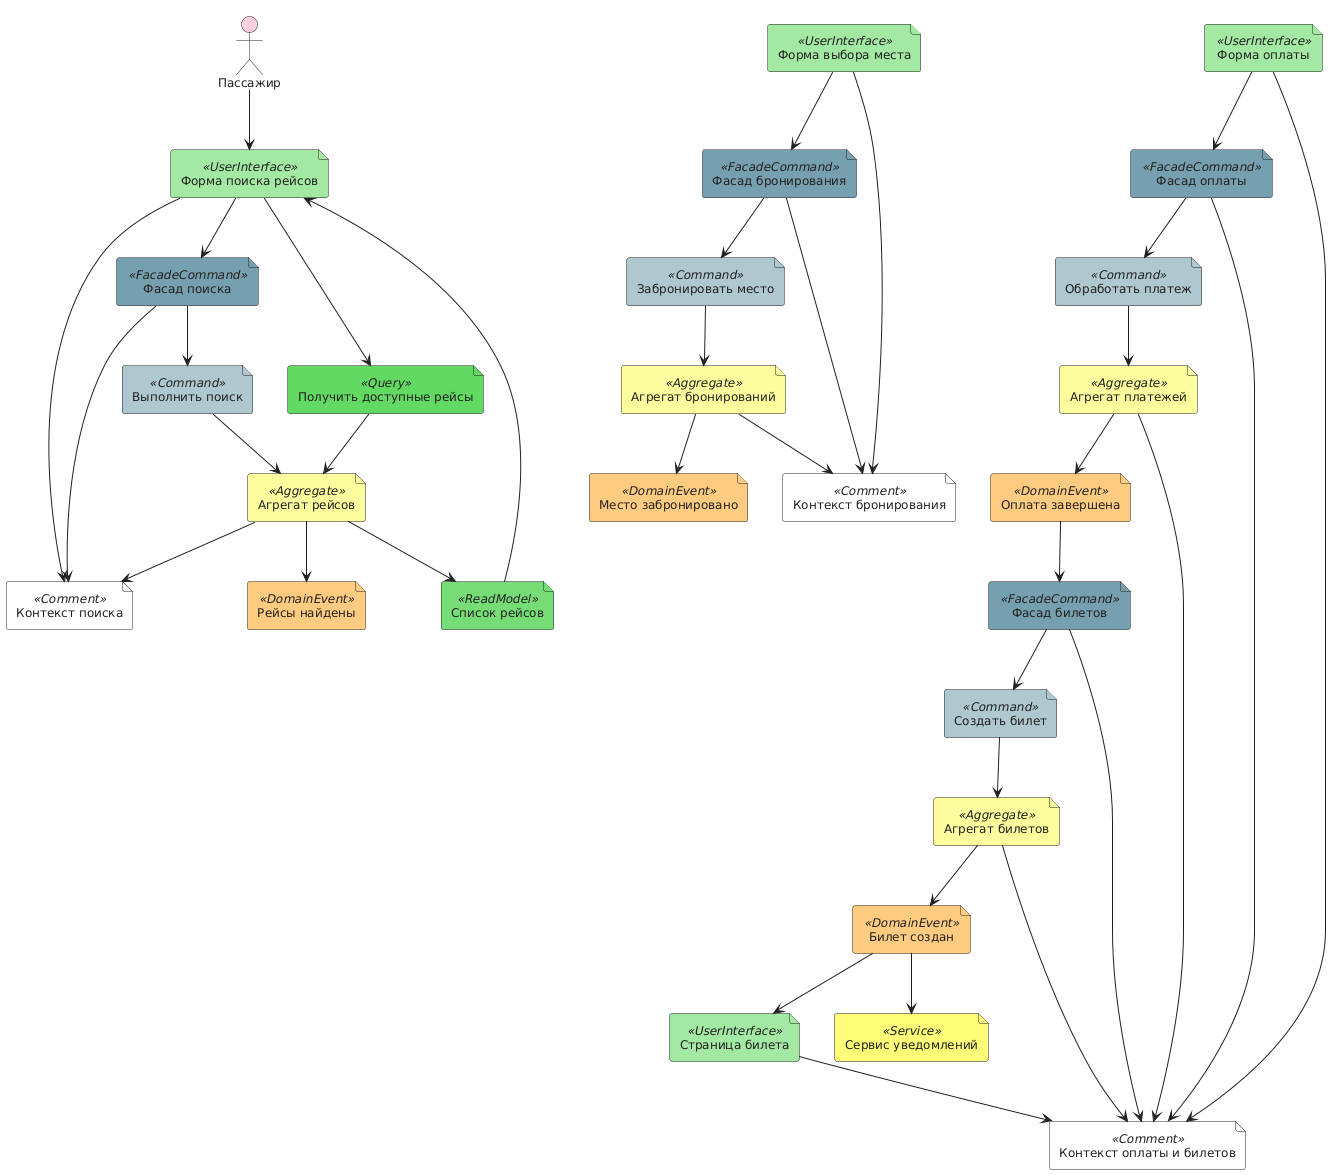 Пассажир
«UserInterface»
Форма поиска рейсов
«FacadeCommand»
Фасад поиска
«Command»
Выполнить поиск
«Query»
Получить доступные рейсы
«Aggregate»
Агрегат рейсов
«Comment»
Контекст поиска
«DomainEvent»
Рейсы найдены
«ReadModel»
Список рейсов
«UserInterface»
Форма выбора места
«FacadeCommand»
Фасад бронирования
«Command»
Забронировать место
«Aggregate»
Агрегат бронирований
«DomainEvent»
Место забронировано
«Comment»
Контекст бронирования
«UserInterface»
Форма оплаты
«FacadeCommand»
Фасад оплаты
«Command»
Обработать платеж
«Aggregate»
Агрегат платежей
«DomainEvent»
Оплата завершена
«FacadeCommand»
Фасад билетов
«Command»
Создать билет
«Aggregate»
Агрегат билетов
«DomainEvent»
Билет создан
«UserInterface»
Страница билета
«Service»
Сервис уведомлений
«Comment»
Контекст оплаты и билетов